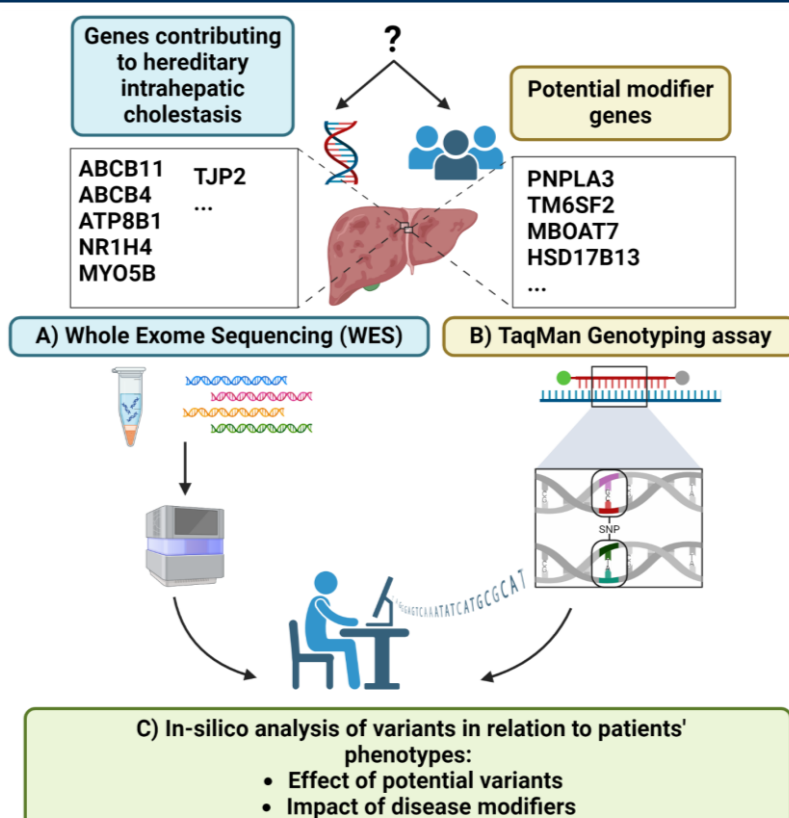 Genes contributing
to hereditary
intrahepatic
cholestasis
?
Potential modifier
genes
ABCB11
ABCB4
ATP8B1
NR1H4
MYO5B
TJP2
...
PNPLA3
TM6SF2
MBOAT7
HSD17B13
...
A) Whole Exome Sequencing (WES)
B) TaqMan Genotyping assay
SNP
AGTCAAATATCATGCGCAT
C) In-silico analysis of variants in relation to patients'
phenotypes:
• Effect of potential variants
• Impact of disease modifiers